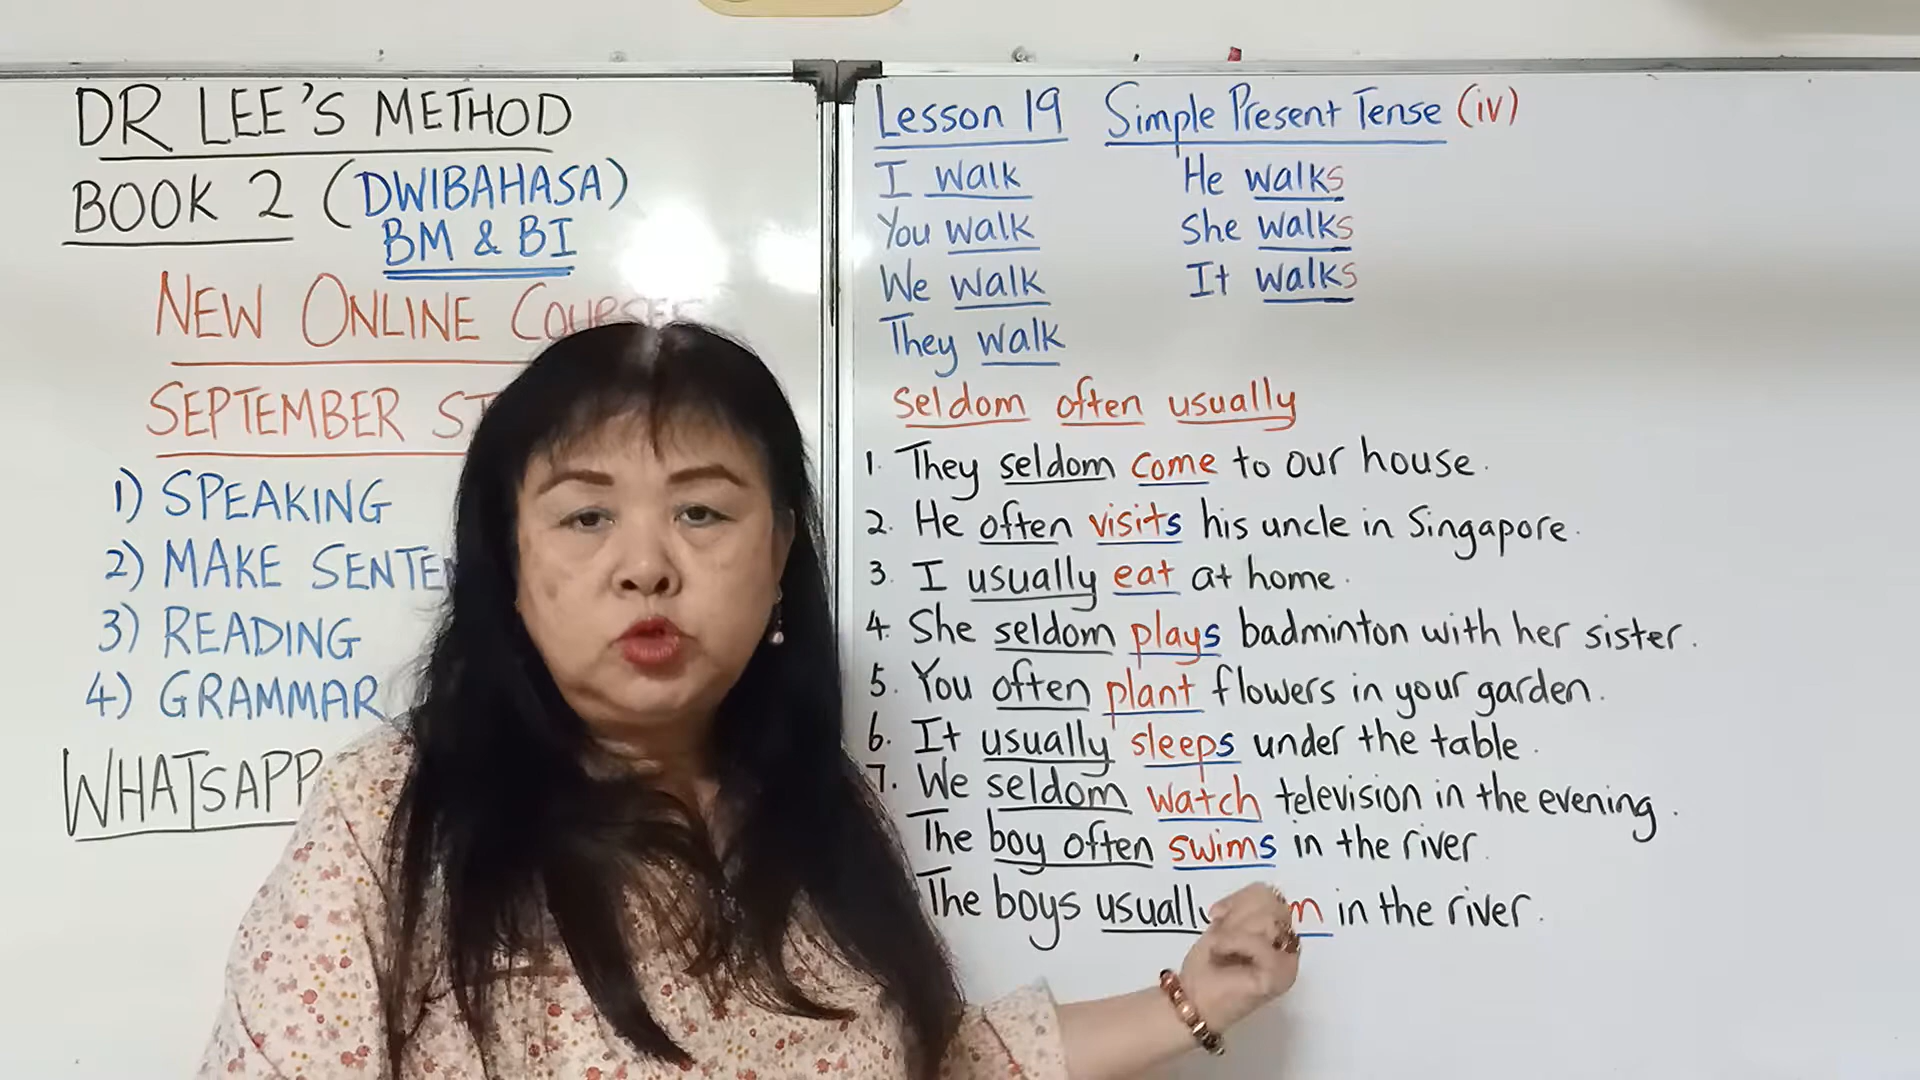 DR LEE'S METHOD
BOOK 2 (DWIBAHASA)
BM & BI
NEW ONLINE COURSES
SEPTEMBER
1) SPEAKING
2) MAKE
3) READING
4) GRAMMAR
WHATSAPP
Lesson 19 Simple Present Tense (iv)
I walk He walks
You walk She walks
We walk It walks
They walk
seldom often usually
1. They seldom come to our house.
2. He often visits his uncle in Singapore.
3. I usually eat at home.
4. She seldom plays badminton with her sister.
5. You often plant flowers in your garden.
6. It usually sleeps under the table.
7. We seldom watch television in the evening.
The boy often swims in the river.
The boys usually in the river.